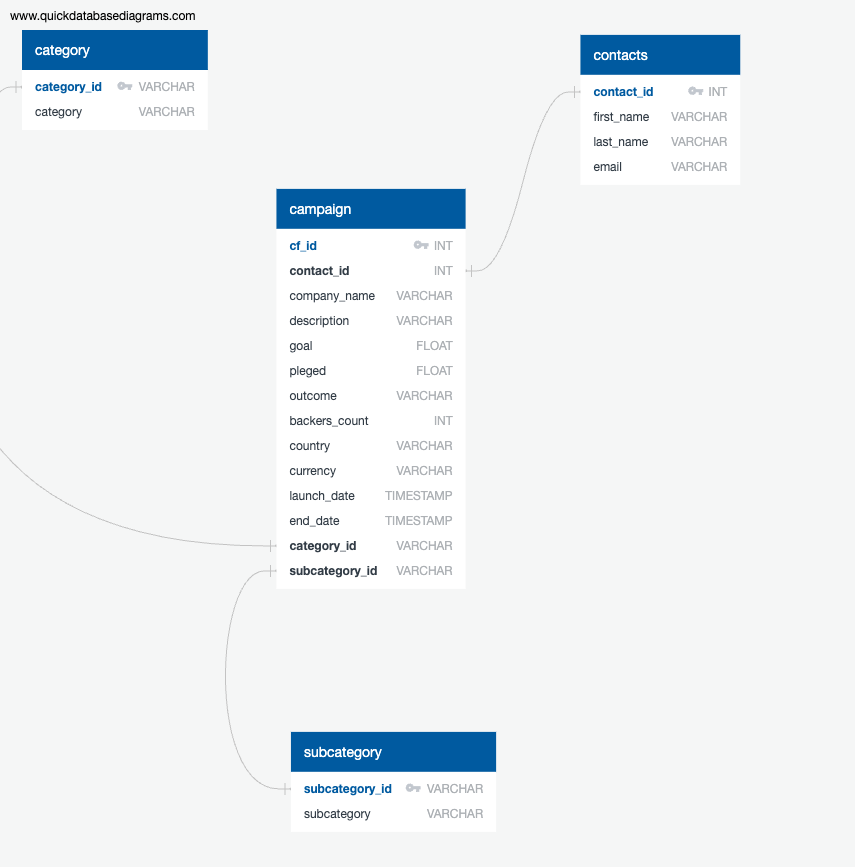 www.quickdatabasediagrams.com
category
category_id VARCHAR
category VARCHAR
contacts
contact_id INT
first_name VARCHAR
last_name VARCHAR
email VARCHAR
campaign
cf_id INT
contact_id INT
company_name VARCHAR
description VARCHAR
goal FLOAT
pleged FLOAT
outcome VARCHAR
backers_count INT
country VARCHAR
currency VARCHAR
launch_date TIMESTAMP
end_date TIMESTAMP
category_id VARCHAR
subcategory_id VARCHAR
subcategory
subcategory_id VARCHAR
subcategory VARCHAR